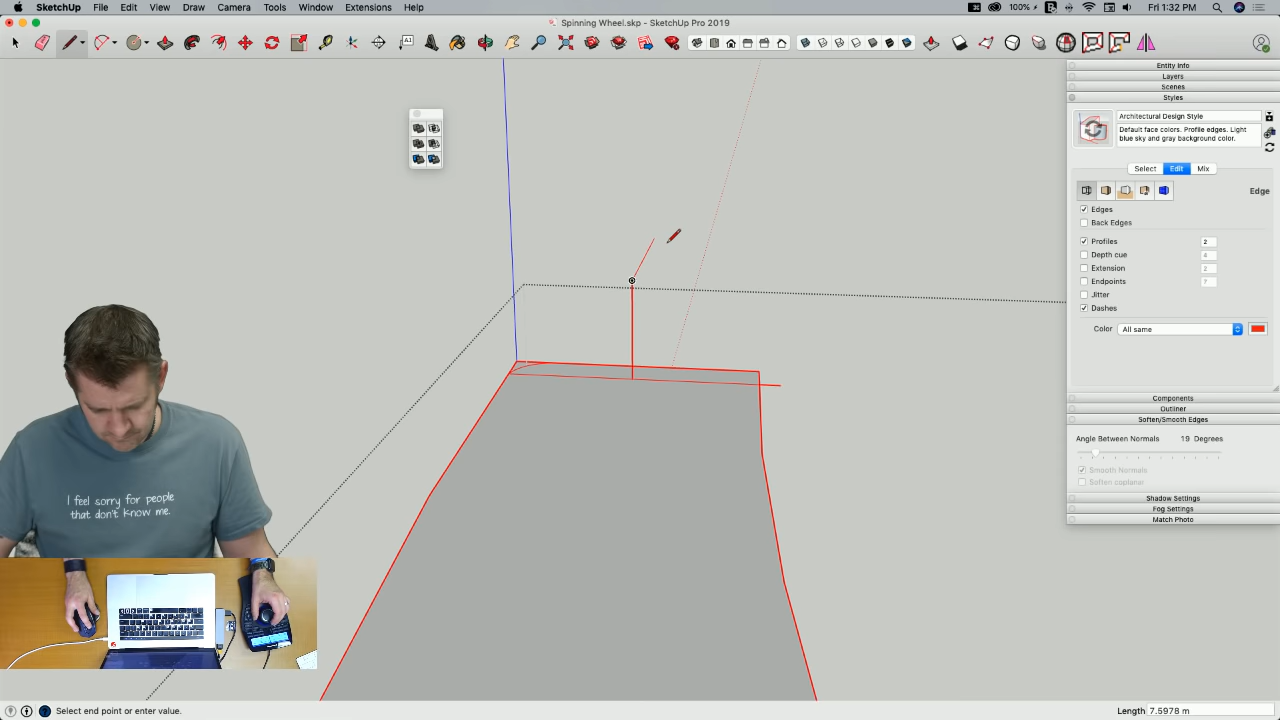 SketchUp File Edit View Draw Camera Tools Window Extensions Help 100% Fri 1:32 PM
Spinning Wheel.skp - SketchUp Pro 2019
Entity Info
Layers
Scenes
Styles
Architectural Design Style
Default face colors. Profile edges. Light
blue sky and gray background color.
Select Edit Mix
Edge
Edges
Back Edges
Profiles 2
Depth cue 4
Extension 2
Endpoints 7
Jitter
Dashes
Color All same
Components
Outliner
Soften/Smooth Edges
Angle Between Normals 19 Degrees
Smooth Normals
Soften coplanar
Shadow Settings
Fog Settings
Match Photo
I feel sorry for people
that don't know me.
Select end point or enter value.
Length 7.5978 m